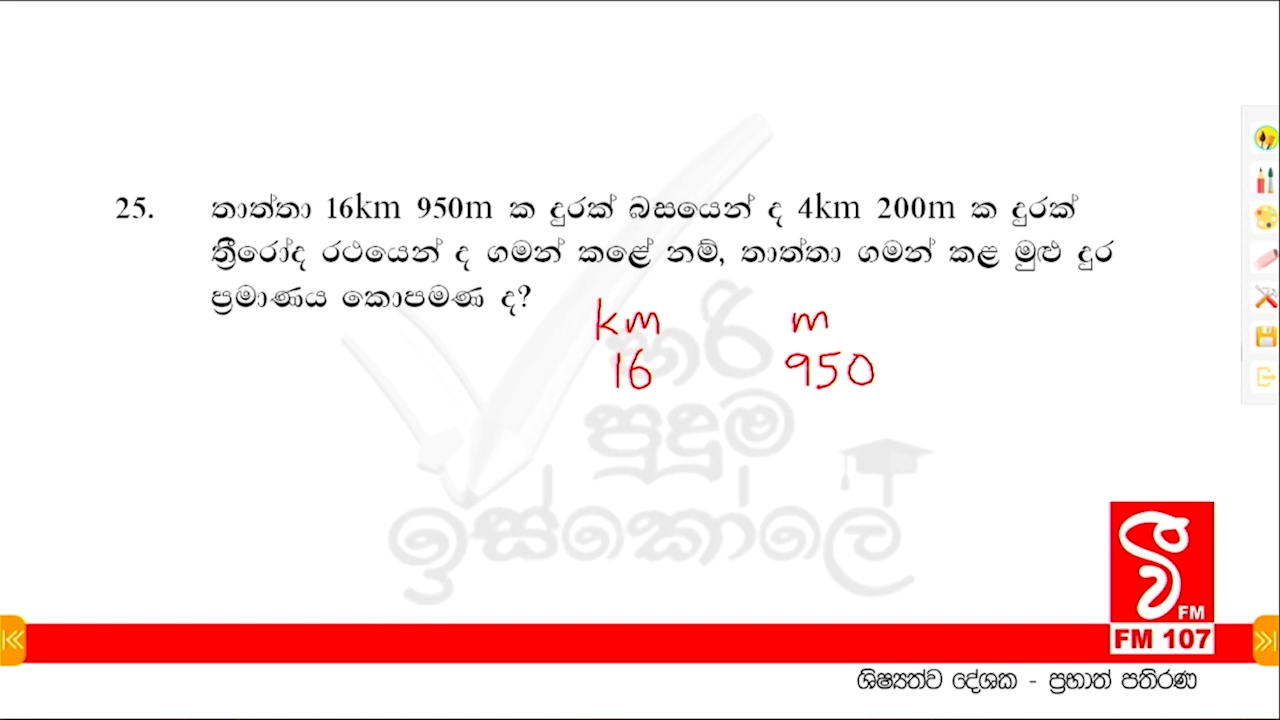 25. තාත්තා 16km 950m ක දුරක් බසයෙන් ද 4km 200m ක දුරක්
ත්‍රීරෝද රථයෙන් ද ගමන් කළේ නම්, තාත්තා ගමන් කළ මුළු දුර
ප්‍රමාණය කොපමණ ද?
km m
16 950
හරි
පුදුම
ඉස්කෝලේ
FM
FM 107
ශිෂ්‍යත්ව දේශක - ප්‍රභාත් පතිරණ